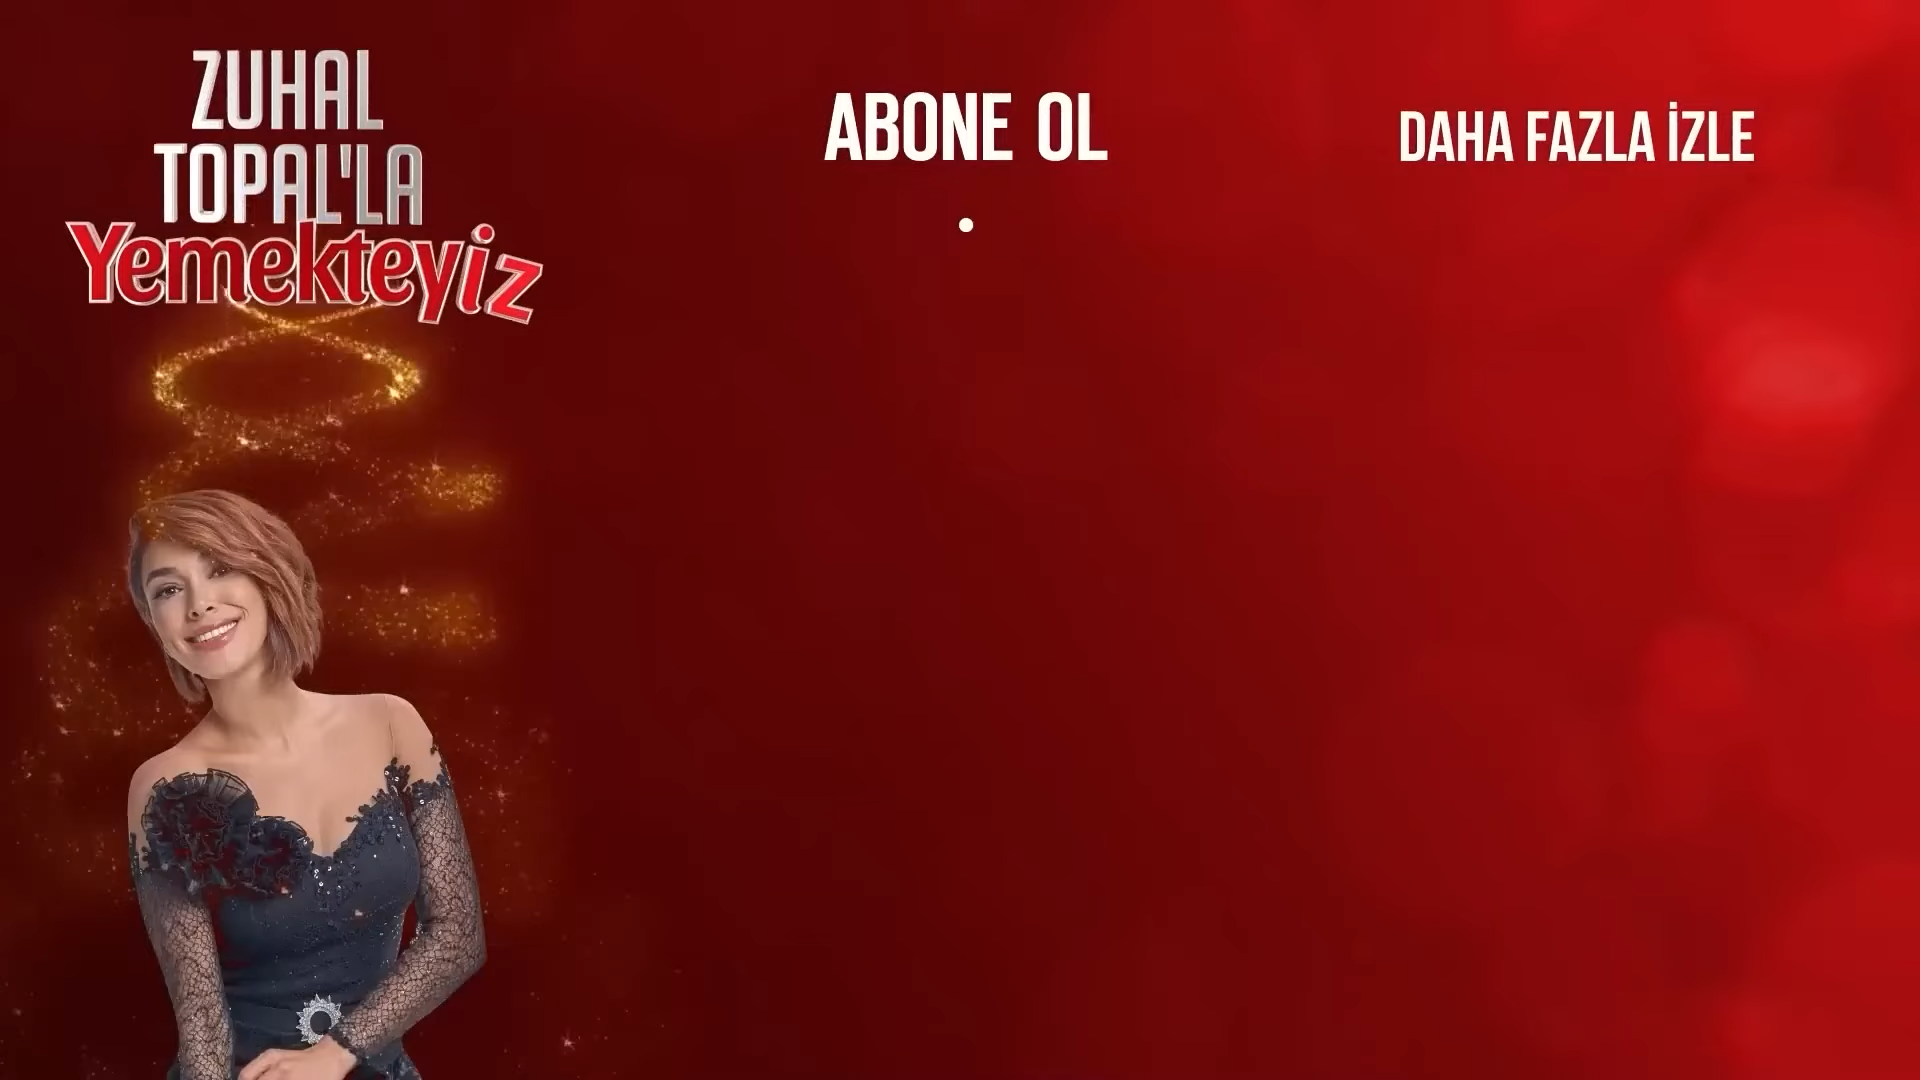 ZUHAL
TOPAL'LA
Yemekteyiz
ABONE OL
DAHA FAZLA İZLE